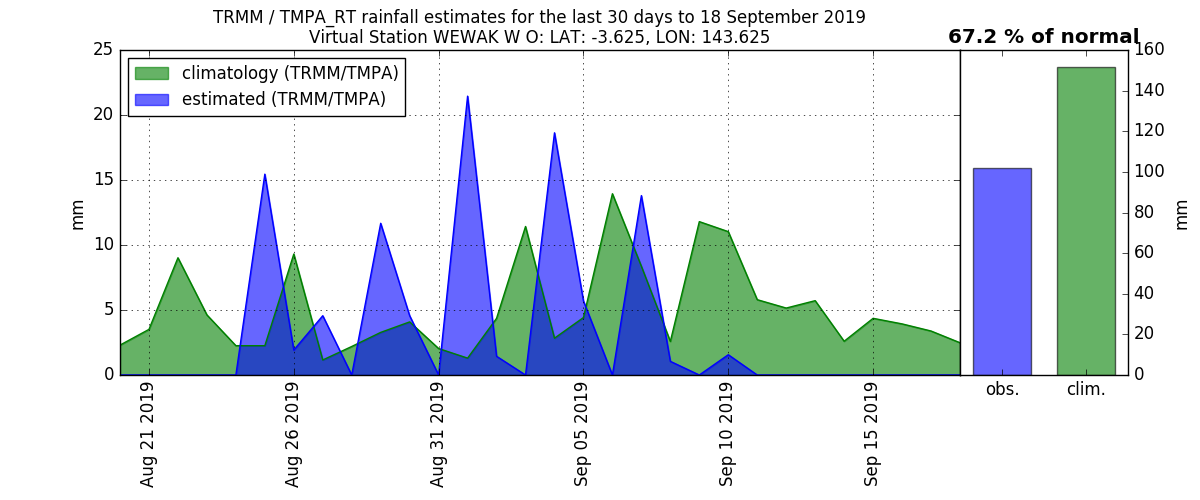 TRMM / TMPA_RT rainfall estimates for the last 30 days to 18 September 2019
Virtual Station WEWAK W O: LAT: -3.625, LON: 143.625
67.2 % of normal
climatology (TRMM/TMPA)
estimated (TRMM/TMPA)
25
20
15
10
5
0
mm
Aug 21 2019
Aug 26 2019
Aug 31 2019
Sep 05 2019
Sep 10 2019
Sep 15 2019
160
140
120
100
80
60
40
20
0
mm
obs.
clim.